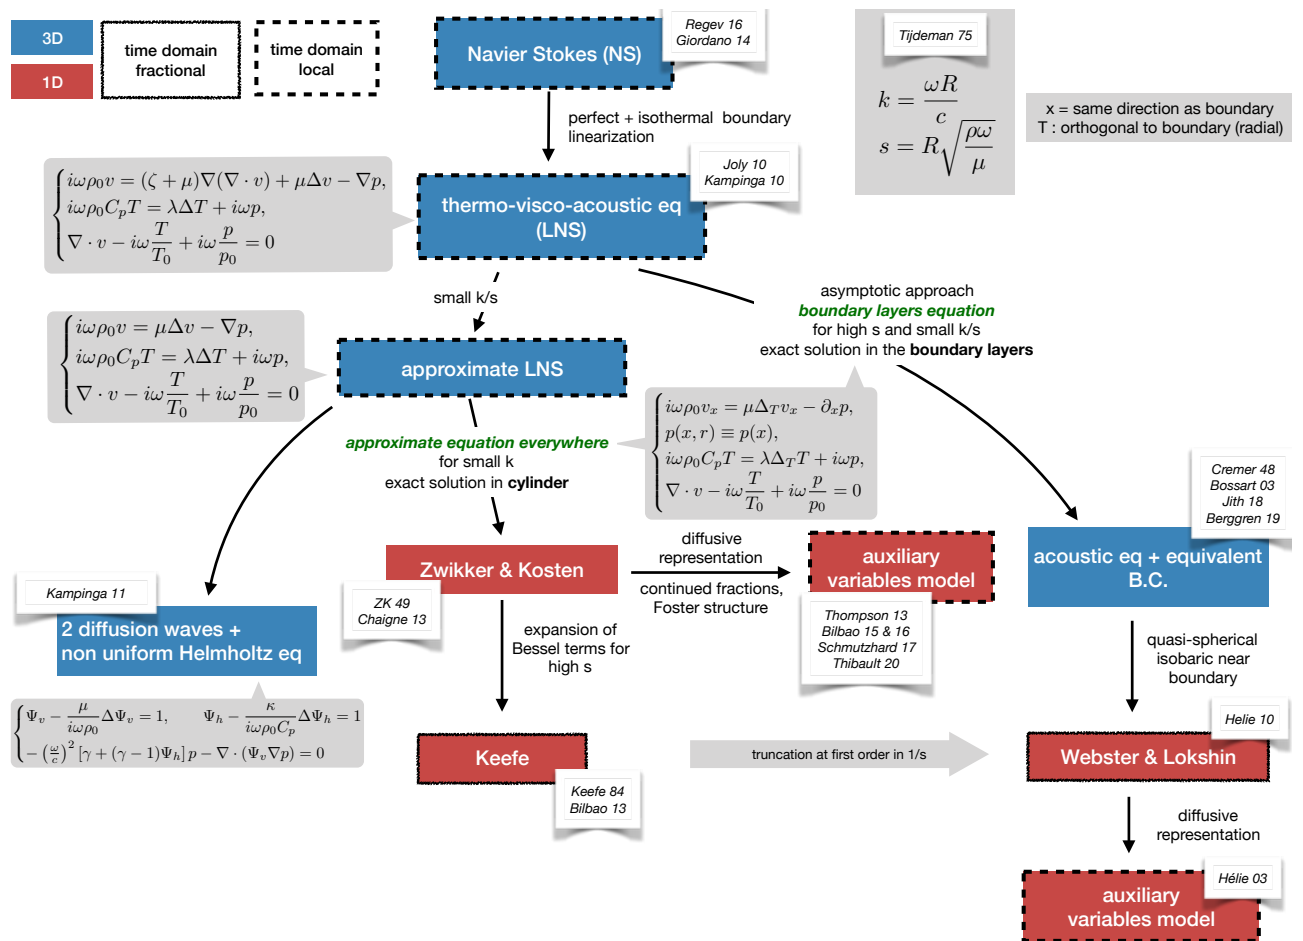 3D
1D
time domain
fractional
time domain
local
Navier Stokes (NS)
Regev 16
Giordano 14
Tijdeman 75
k = ωR/c
s = R√(ρω/μ)
x = same direction as boundary
T : orthogonal to boundary (radial)
perfect + isothermal boundary
linearization
iωρ₀v = (ζ + μ)∇(∇ · v) + μΔv − ∇p,
iωρ₀C_pT = λΔT + iωp,
∇ · v − iω T/T₀ + iω p/p₀ = 0
thermo-visco-acoustic eq
(LNS)
Joly 10
Kampinga 10
small k/s
asymptotic approach
boundary layers equation
for high s and small k/s
exact solution in the boundary layers
iωρ₀v = μΔv − ∇p,
iωρ₀C_pT = λΔT + iωp,
∇ · v − iω T/T₀ + iω p/p₀ = 0
approximate LNS
approximate equation everywhere
for small k
exact solution in cylinder
iωρ₀v_x = μΔ_T v_x − ∂_x p,
p(x, r) ≡ p(x),
iωρ₀C_pT = λΔ_T T + iωp,
∇ · v − iω T/T₀ + iω p/p₀ = 0
Cremer 48
Bossart 03
Jith 18
Berggren 19
acoustic eq + equivalent
B.C.
Zwikker & Kosten
ZK 49
Chaigne 13
diffusive
representation
continued fractions,
Foster structure
auxiliary
variables model
Thompson 13
Bilbao 15 & 16
Schmutzhard 17
Thibault 20
Kampinga 11
2 diffusion waves +
non uniform Helmholtz eq
Ψ_v − μ/(iωρ₀) ΔΨ_v = 1, Ψ_h − κ/(iωρ₀C_p) ΔΨ_h = 1
− (ω/c)² [γ + (γ − 1)Ψ_h] p − ∇ · (Ψ_v∇p) = 0
expansion of
Bessel terms for
high s
quasi-spherical
isobaric near
boundary
Keefe
Keefe 84
Bilbao 13
truncation at first order in 1/s
Helie 10
Webster & Lokshin
diffusive
representation
Hélie 03
auxiliary
variables model